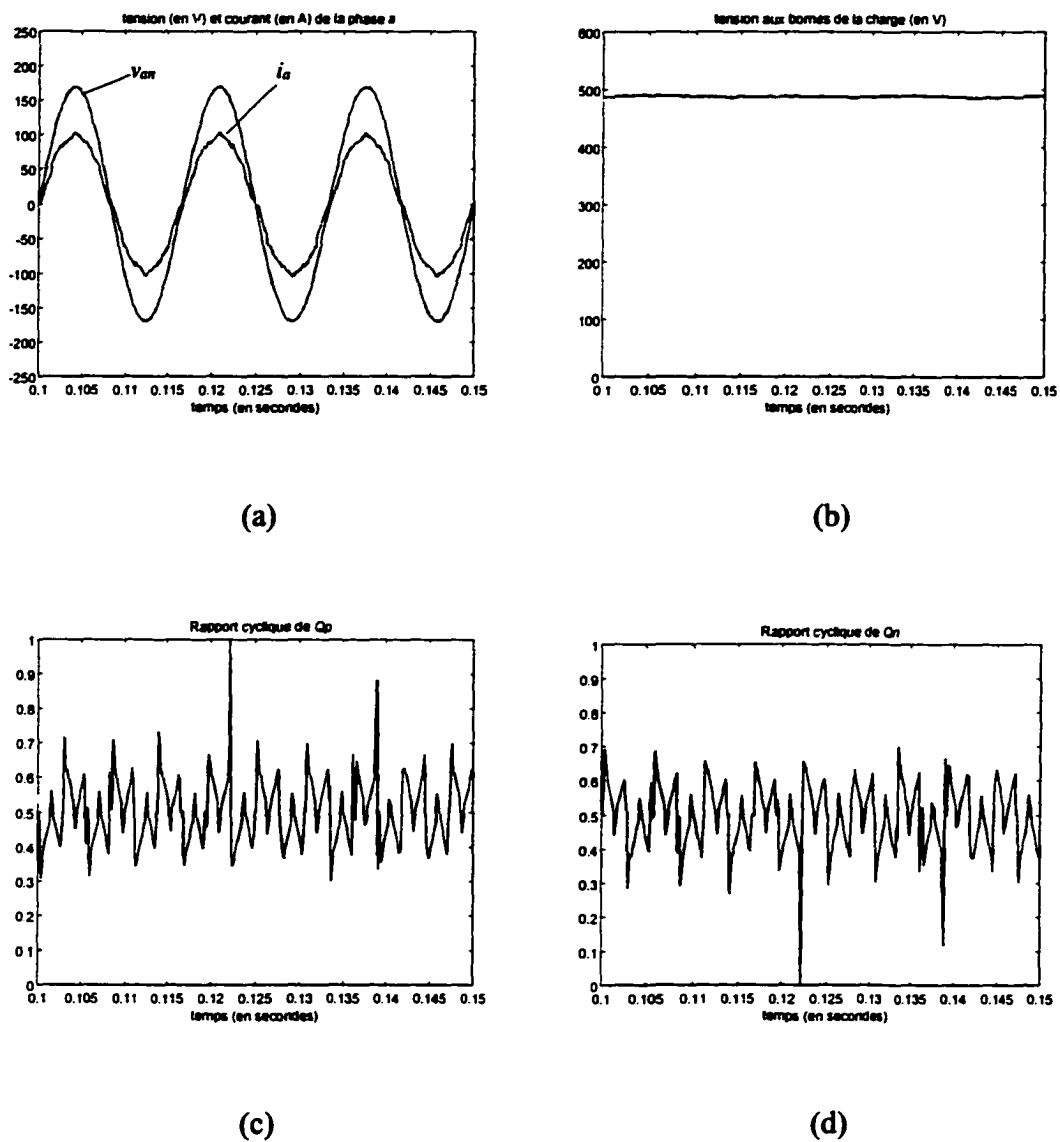 tension (en V) et courant (en A) de la phase a
250
200
150
100
50
0
-50
-100
-150
-200
-250
van
ia
0.1 0.105 0.11 0.115 0.12 0.125 0.13 0.135 0.14 0.145 0.15
temps (en secondes)
(a)
tension aux bornes de la charge (en V)
600
500
400
300
200
100
0
0.1 0.105 0.11 0.115 0.12 0.125 0.13 0.135 0.14 0.145 0.15
temps (en secondes)
(b)
Rapport cyclique de Qp
1
0.9
0.8
0.7
0.6
0.5
0.4
0.3
0.2
0.1
0
0.1 0.105 0.11 0.115 0.12 0.125 0.13 0.135 0.14 0.145 0.15
temps (en secondes)
(c)
Rapport cyclique de Qn
1
0.9
0.8
0.7
0.6
0.5
0.4
0.3
0.2
0.1
0
0.1 0.105 0.11 0.115 0.12 0.125 0.13 0.135 0.14 0.145 0.15
temps (en secondes)
(d)